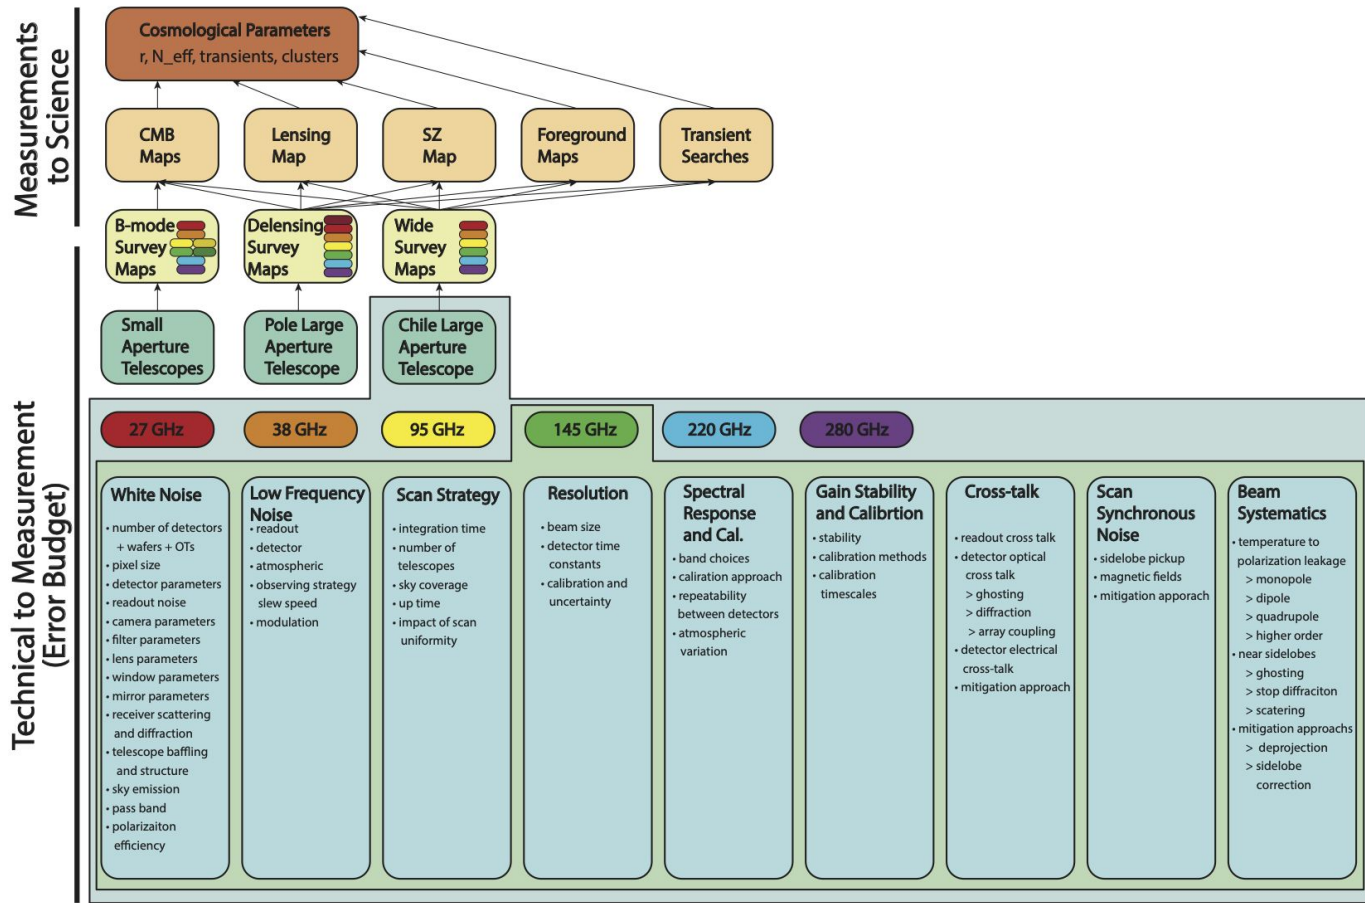 Measurements
to Science
Cosmological Parameters
r, N_eff, transients, clusters
CMB
Maps
Lensing
Map
SZ
Map
Foreground
Maps
Transient
Searches
B-mode
Survey
Maps
Delensing
Survey
Maps
Wide
Survey
Maps
Technical to Measurement
(Error Budget)
Small
Aperture
Telescopes
Pole Large
Aperture
Telescope
Chile Large
Aperture
Telescope
27 GHz
38 GHz
95 GHz
145 GHz
220 GHz
280 GHz
White Noise
• number of detectors
+ wafers + OTs
• pixel size
• detector parameters
• readout noise
• camera parameters
• filter parameters
• lens parameters
• window parameters
• mirror parameters
• receiver scattering
and diffraction
• telescope baffling
and structure
• sky emission
• pass band
• polarizaiton
efficiency
Low Frequency
Noise
• readout
• detector
• atmospheric
• observing strategy
slew speed
• modulation
Scan Strategy
• integration time
• number of
telescopes
• sky coverage
• up time
• impact of scan
uniformity
Resolution
• beam size
• detector time
constants
• calibration and
uncertainty
Spectral
Response
and Cal.
• band choices
• caliration approach
• repeatability
between detectors
• atmospheric
variation
Gain Stability
and Calibrtion
• stability
• calibration methods
• calibration
timescales
Cross-talk
• readout cross talk
• detector optical
cross talk
> ghosting
> diffraction
> array coupling
• detector electrical
cross-talk
• mitigation approach
Scan
Synchronous
Noise
• sidelobe pickup
• magnetic fields
• mitigation apporach
Beam
Systematics
• temperature to
polarization leakage
> monopole
> dipole
> quadrupole
> higher order
• near sidelobes
> ghosting
> stop diffraciton
> scatering
• mitigation approachs
> deprojection
> sidelobe
correction